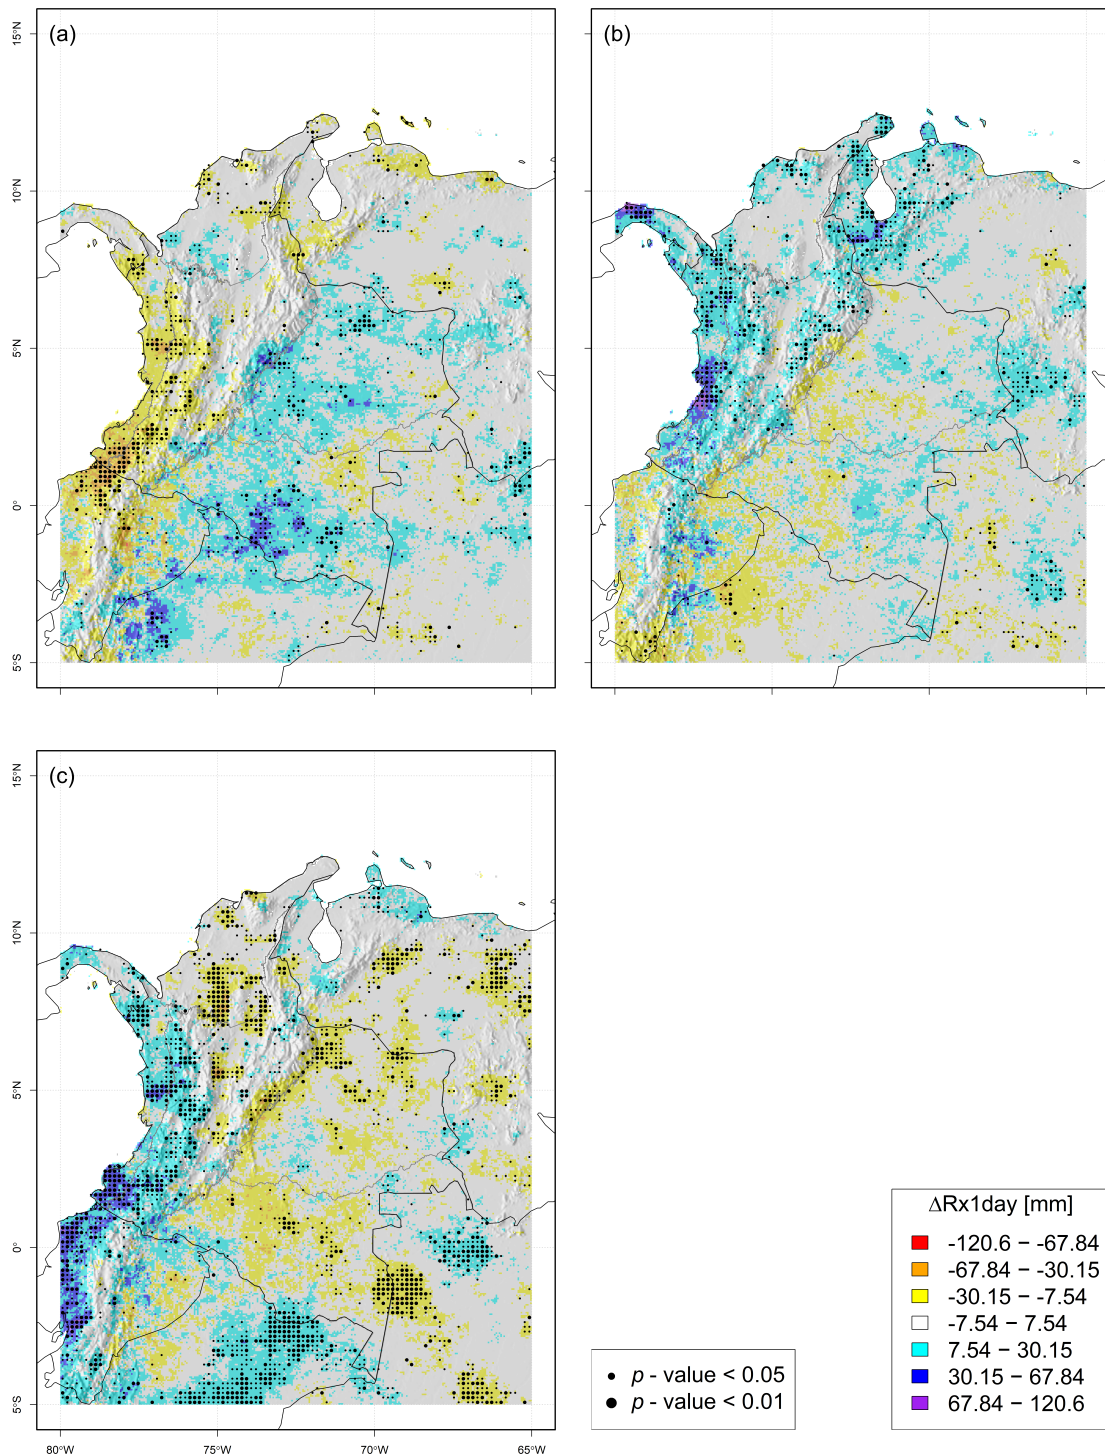 (a)
(b)
15°N
10°N
5°N
0°
5°S
(c)
15°N
10°N
5°N
0°
5°S
80°W
75°W
70°W
65°W
p - value < 0.05
p - value < 0.01
ΔRx1day [mm]
-120.6 − -67.84
-67.84 − -30.15
-30.15 − -7.54
-7.54 − 7.54
7.54 − 30.15
30.15 − 67.84
67.84 − 120.6